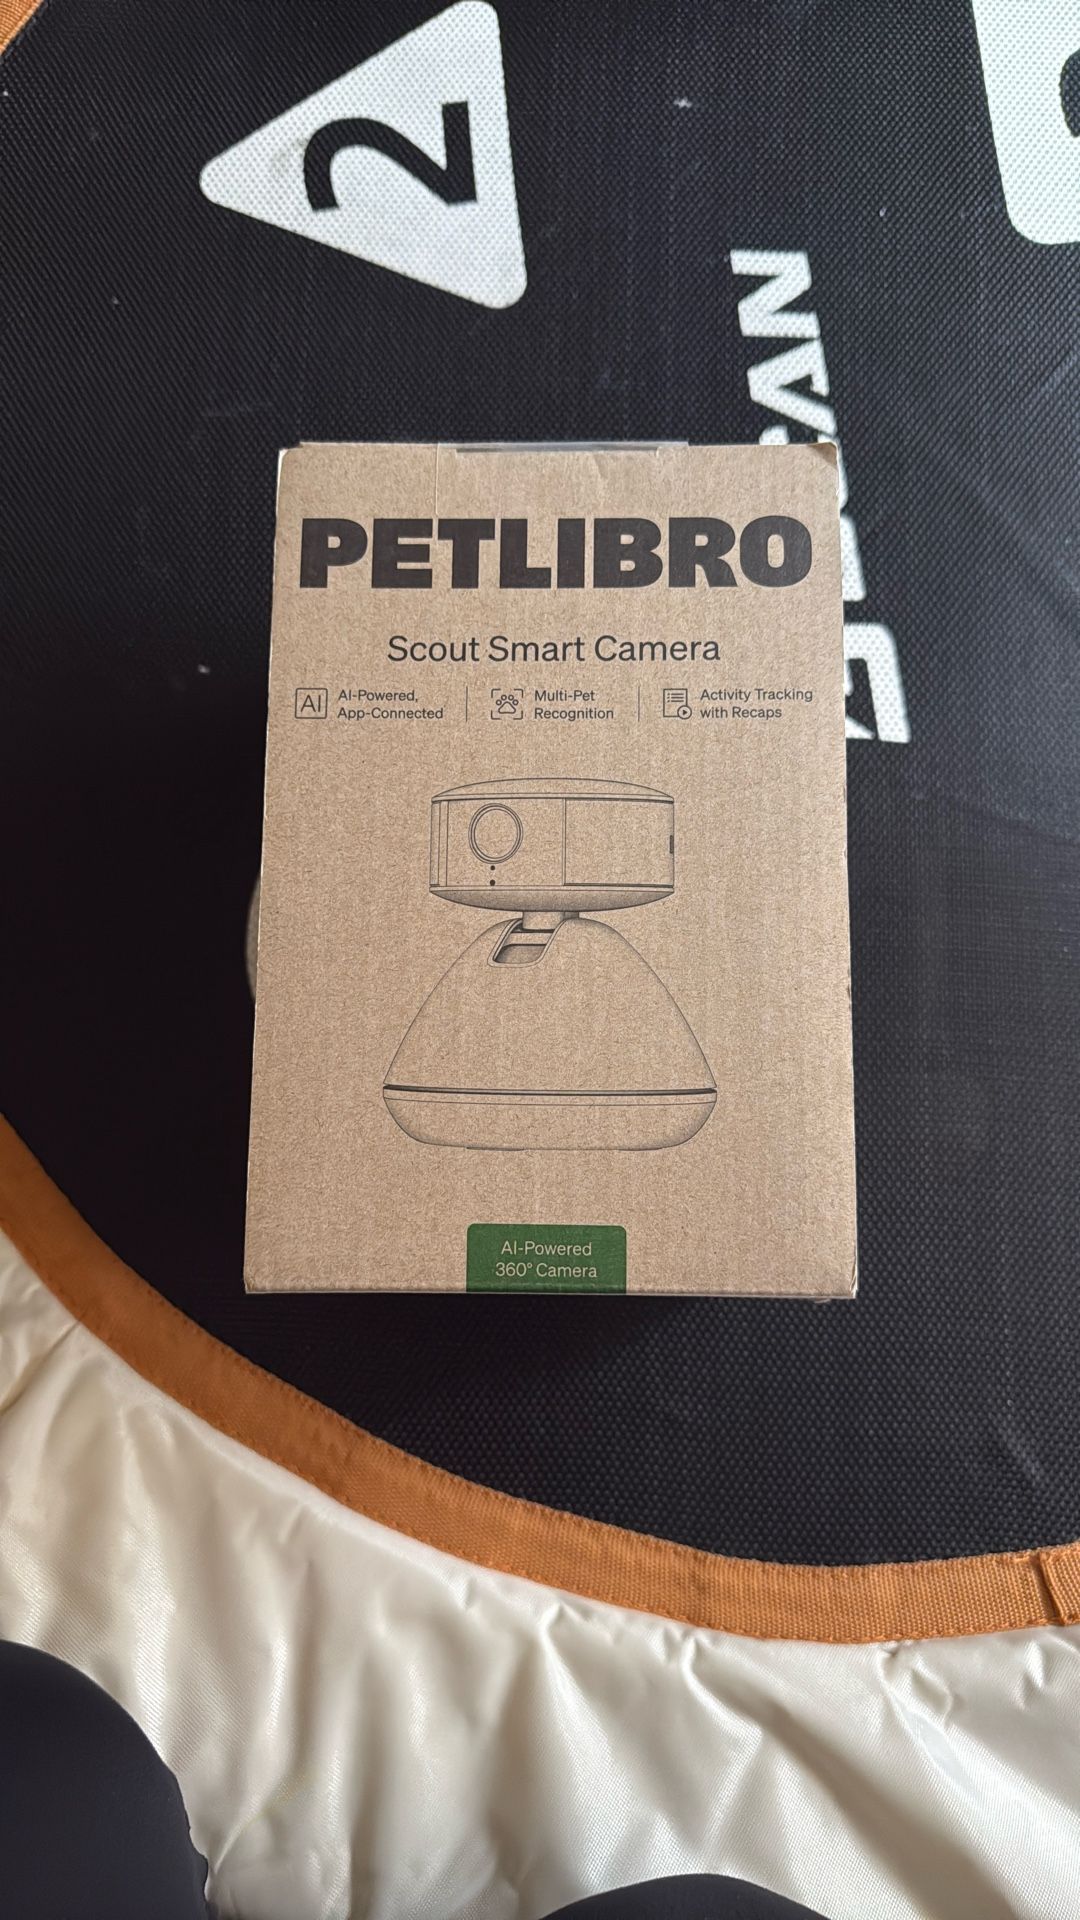 2
PETLIBRO
Scout Smart Camera
AI
AI-Powered,
App-Connected
Multi-Pet
Recognition
Activity Tracking
with Recaps
AI-Powered
360° Camera